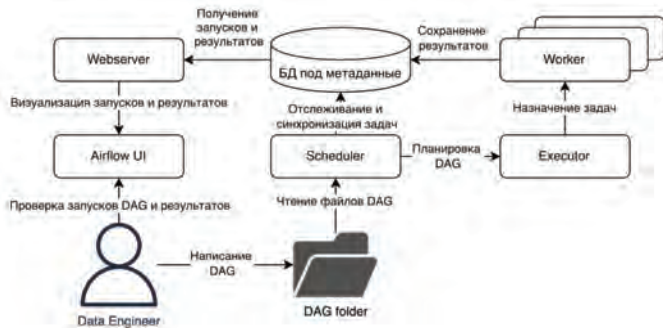 Получение
запусков и
результатов
Сохранение
результатов
Webserver
БД под метаданные
Worker
Визуализация запусков и результатов
Отслеживание и
синхронизация задач
Назначение задач
Airflow UI
Scheduler
Планировка
DAG
Executor
Проверка запусков DAG и результатов
Чтение файлов DAG
Написание
DAG
Data Engineer
DAG folder